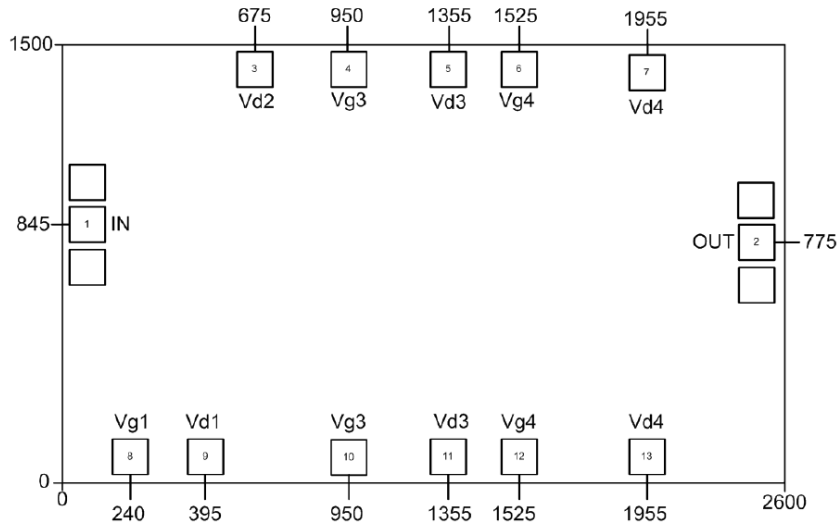 675 950 1355 1525 1955
1500
3 4 5 6 7
Vd2 Vg3 Vd3 Vg4 Vd4
845 1 IN
OUT 2 775
Vg1 Vd1 Vg3 Vd3 Vg4 Vd4
8 9 10 11 12 13
0
0 240 395 950 1355 1525 1955 2600